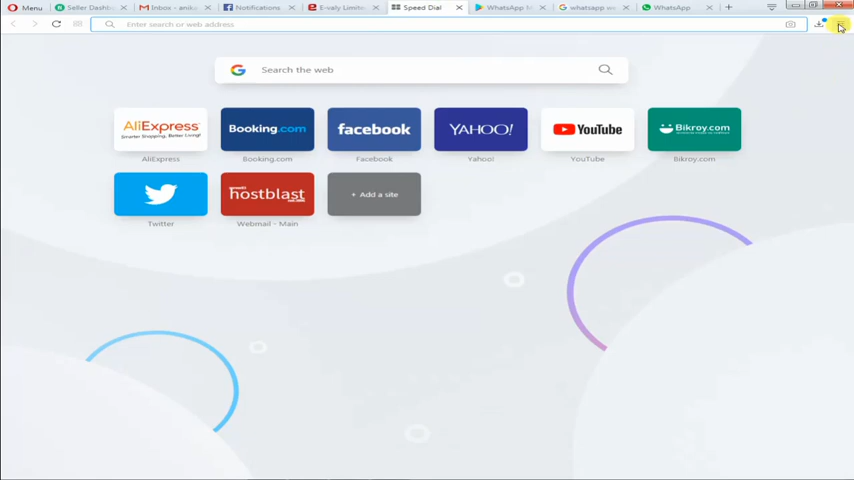 Menu
Seller Dashb
Inbox - aniku
Notifications
E-valy Limite
Speed Dial
WhatsApp M
whatsapp we
WhatsApp
Enter search or web address
Search the web
AliExpress
Smarter Shopping, Better Living!
Booking.com
facebook
YAHOO!
YouTube
Bikroy.com
AliExpress
Booking.com
Facebook
Yahoo!
YouTube
Bikroy.com
hostblast
+ Add a site
Twitter
Webmail - Main